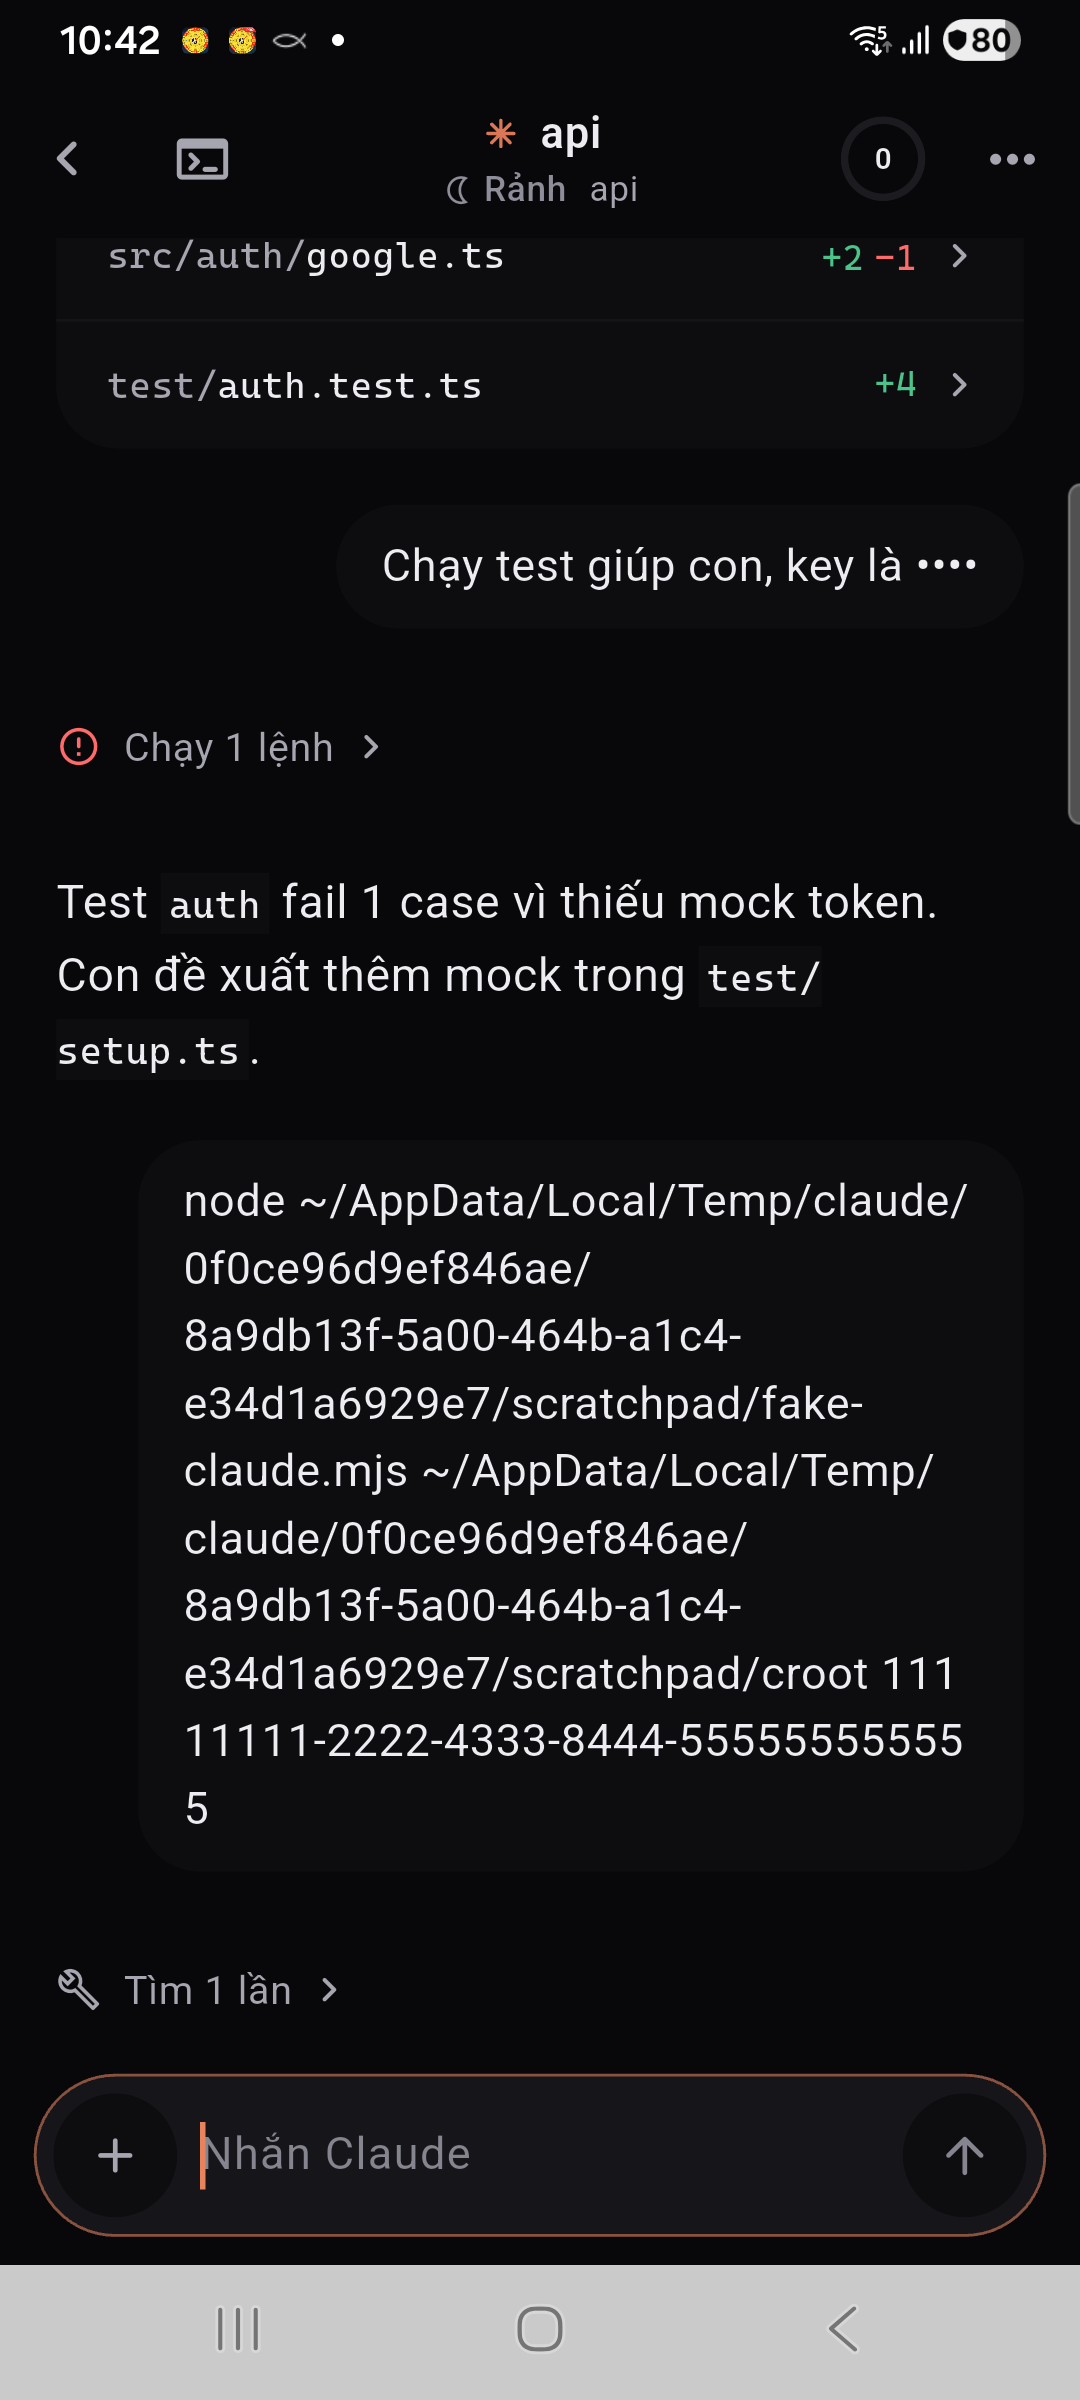 10:42
5
80
api
Rảnh api
0
src/auth/google.ts +2 −1
test/auth.test.ts +4
Chạy test giúp con, key là ••••
Chạy 1 lệnh
Test auth fail 1 case vì thiếu mock token.
Con đề xuất thêm mock trong test/
setup.ts.
node ~/AppData/Local/Temp/claude/
0f0ce96d9ef846ae/
8a9db13f-5a00-464b-a1c4-
e34d1a6929e7/scratchpad/fake-
claude.mjs ~/AppData/Local/Temp/
claude/0f0ce96d9ef846ae/
8a9db13f-5a00-464b-a1c4-
e34d1a6929e7/scratchpad/croot 111
11111-2222-4333-8444-55555555555
5
Tìm 1 lần
Nhắn Claude